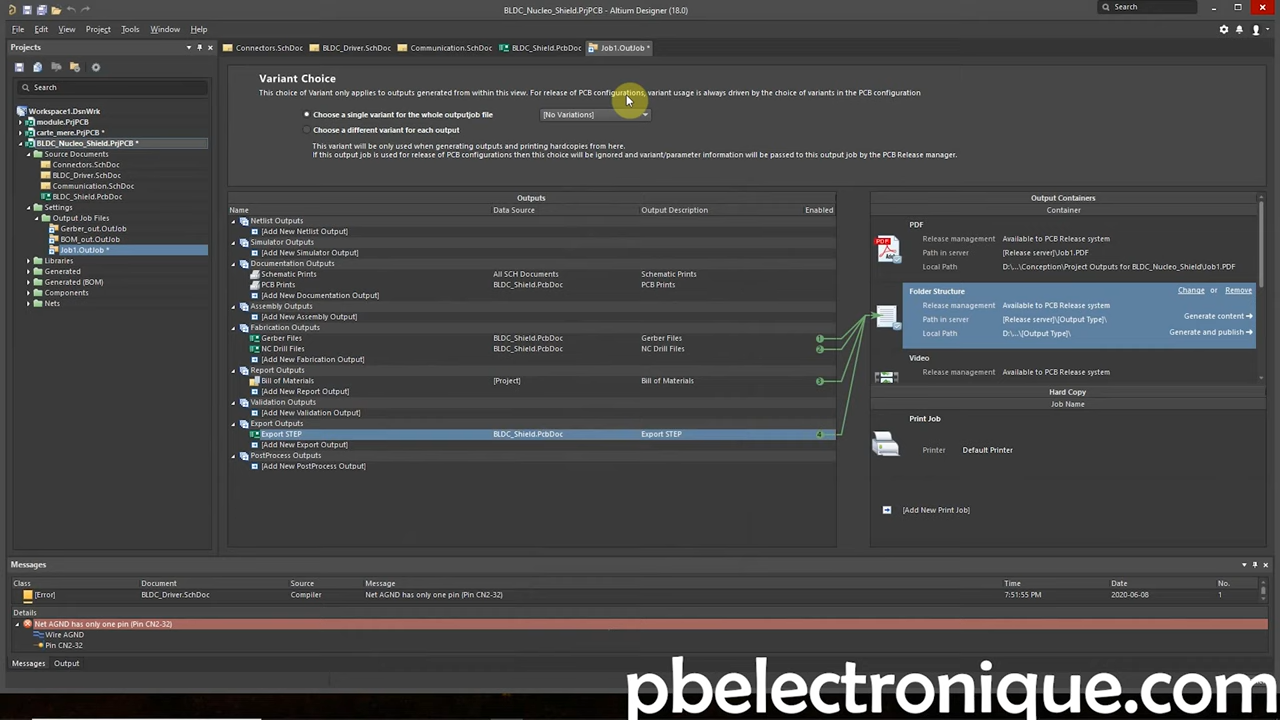 BLDC_Nucleo_Shield.PrjPCB - Altium Designer (18.0)
Search
File Edit View Project Tools Window Help
Projects
Connectors.SchDoc BLDC_Driver.SchDoc Communication.SchDoc BLDC_Shield.PcbDoc Job1.OutJob *
Search
Workspace1.DsnWrk
module.PrjPCB
carte_mere.PrjPCB *
BLDC_Nucleo_Shield.PrjPCB *
Source Documents
Connectors.SchDoc
BLDC_Driver.SchDoc
Communication.SchDoc
BLDC_Shield.PcbDoc
Settings
Output Job Files
Gerber_out.OutJob
BOM_out.OutJob
Job1.OutJob *
Libraries
Generated
Generated (BOM)
Components
Nets
Variant Choice
This choice of Variant only applies to outputs generated from within this view. For release of PCB configurations, variant usage is always driven by the choice of variants in the PCB configuration
Choose a single variant for the whole outputjob file [No Variations]
Choose a different variant for each output
This variant will be only used when generating outputs and printing hardcopies from here.
If this output job is used for release of PCB configurations then this choice will be ignored and variant/parameter information will be passed to this output job by the PCB Release manager.
Outputs
Name Data Source Output Description Enabled
Netlist Outputs
[Add New Netlist Output]
Simulator Outputs
[Add New Simulator Output]
Documentation Outputs
Schematic Prints All SCH Documents Schematic Prints
PCB Prints BLDC_Shield.PcbDoc PCB Prints
[Add New Documentation Output]
Assembly Outputs
[Add New Assembly Output]
Fabrication Outputs
Gerber Files BLDC_Shield.PcbDoc Gerber Files 1
NC Drill Files BLDC_Shield.PcbDoc NC Drill Files 2
[Add New Fabrication Output]
Report Outputs
Bill of Materials [Project] Bill of Materials 3
[Add New Report Output]
Validation Outputs
[Add New Validation Output]
Export Outputs
Export STEP BLDC_Shield.PcbDoc Export STEP 4
[Add New Export Output]
PostProcess Outputs
[Add New PostProcess Output]
Output Containers
Container
PDF
Release management Available to PCB Release system
Path in server [Release server]\Job1.PDF
Local Path D:\...\Conception\Project Outputs for BLDC_Nucleo_Shield\Job1.PDF
Folder Structure Change or Remove
Release management Available to PCB Release system
Path in server [Release server]\[Output Type]\ Generate content
Local Path D:\...\[Output Type]\ Generate and publish
Video
Release management Available to PCB Release system
Hard Copy
Job Name
Print Job
Printer Default Printer
[Add New Print Job]
Messages
Class Document Source Message Time Date No.
[Error] BLDC_Driver.SchDoc Compiler Net AGND has only one pin (Pin CN2-32) 7:51:55 PM 2020-06-08 1
Details
Net AGND has only one pin (Pin CN2-32)
Wire AGND
Pin CN2-32
Messages Output
pbelectronique.com